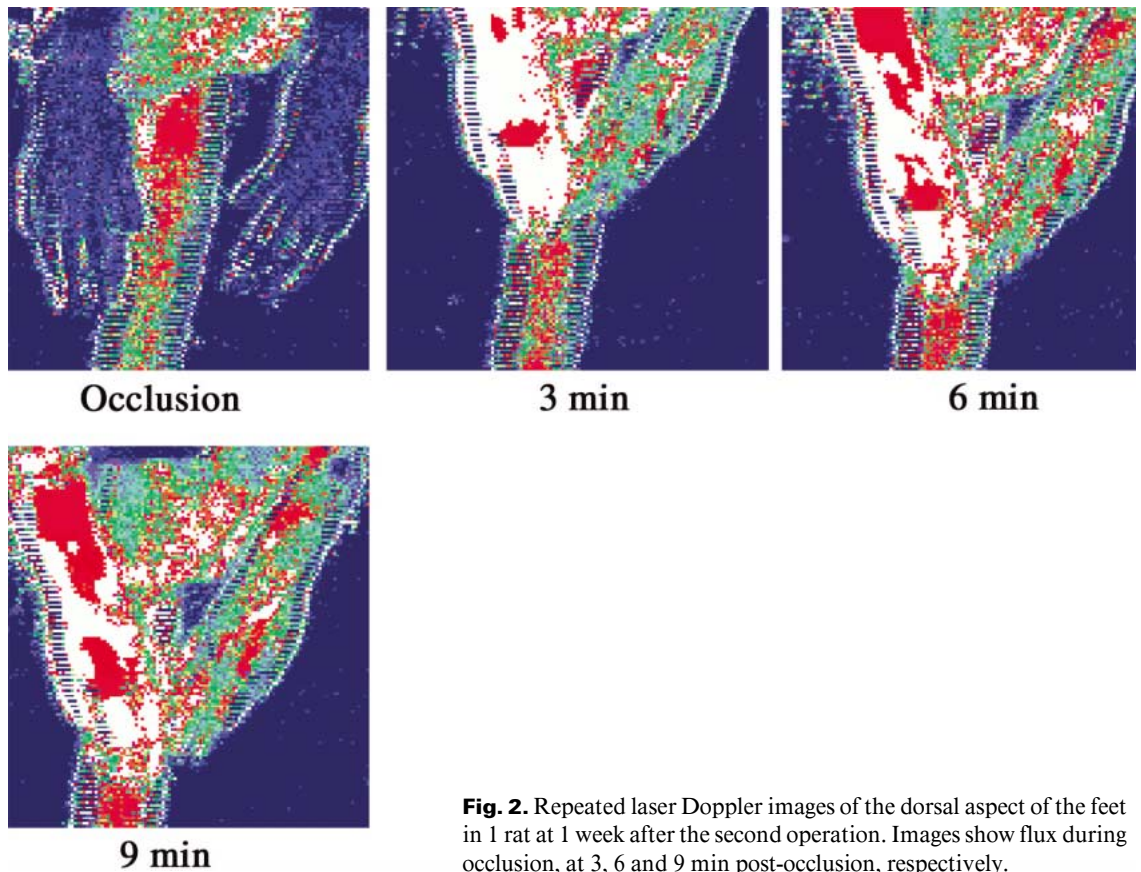 Occlusion
3 min
6 min
9 min
Fig. 2. Repeated laser Doppler images of the dorsal aspect of the feet
in 1 rat at 1 week after the second operation. Images show flux during
occlusion, at 3, 6 and 9 min post-occlusion, respectively.